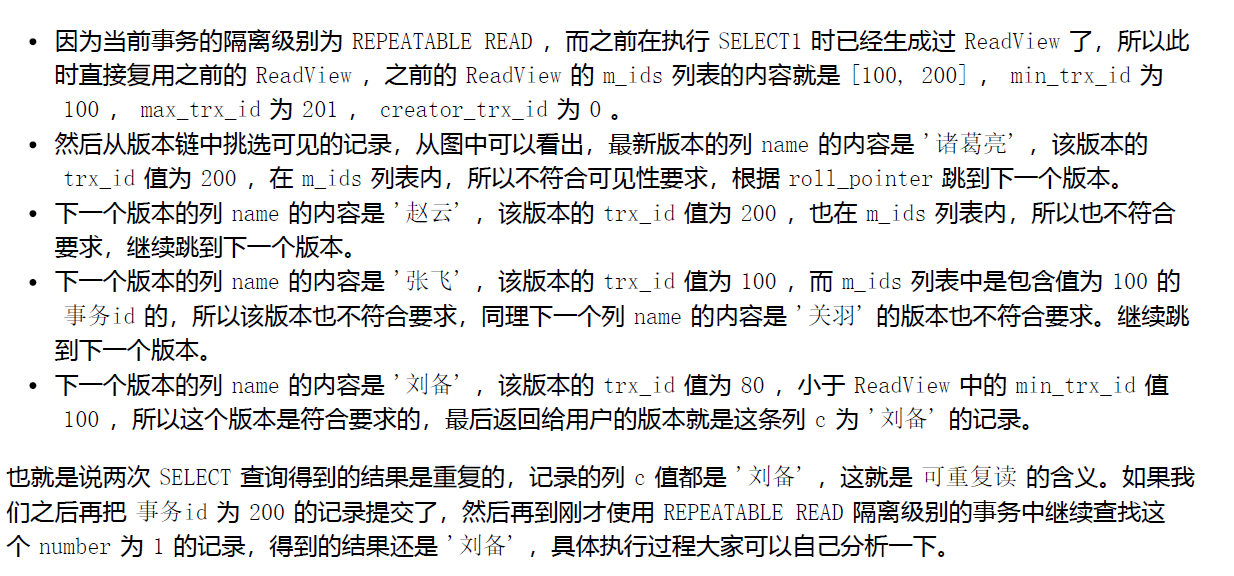 • 因为当前事务的隔离级别为 REPEATABLE READ ，而之前在执行 SELECT1 时已经生成过 ReadView 了，所以此
时直接复用之前的 ReadView ，之前的 ReadView 的 m_ids 列表的内容就是 [100, 200] ， min_trx_id 为
100 ， max_trx_id 为 201 ， creator_trx_id 为 0 。
• 然后从版本链中挑选可见的记录，从图中可以看出，最新版本的列 name 的内容是 '诸葛亮' ，该版本的
trx_id 值为 200 ，在 m_ids 列表内，所以不符合可见性要求，根据 roll_pointer 跳到下一个版本。
• 下一个版本的列 name 的内容是 '赵云' ，该版本的 trx_id 值为 200 ，也在 m_ids 列表内，所以也不符合
要求，继续跳到下一个版本。
• 下一个版本的列 name 的内容是 '张飞' ，该版本的 trx_id 值为 100 ，而 m_ids 列表中是包含值为 100 的
事务id 的，所以该版本也不符合要求，同理下一个列 name 的内容是 '关羽' 的版本也不符合要求。继续跳
到下一个版本。
• 下一个版本的列 name 的内容是 '刘备' ，该版本的 trx_id 值为 80 ，小于 ReadView 中的 min_trx_id 值
100 ，所以这个版本是符合要求的，最后返回给用户的版本就是这条列 c 为 '刘备' 的记录。
也就是说两次 SELECT 查询得到的结果是重复的，记录的列 c 值都是 '刘备' ，这就是 可重复读 的含义。如果我
们之后再把 事务id 为 200 的记录提交了，然后再到刚才使用 REPEATABLE READ 隔离级别的事务中继续查找这
个 number 为 1 的记录，得到的结果还是 '刘备' ，具体执行过程大家可以自己分析一下。